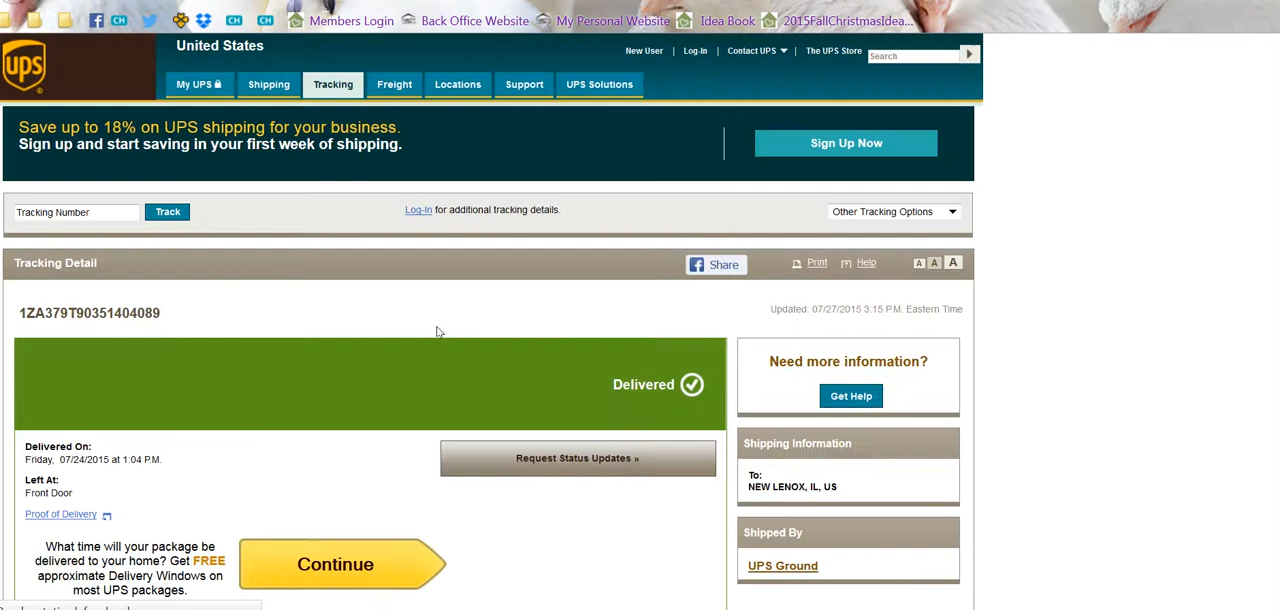 CH CH CH Members Login Back Office Website My Personal Website Idea Book 2015FallChristmasIdea...
ups
United States
New User | Log-In | Contact UPS | The UPS Store Search
My UPS Shipping Tracking Freight Locations Support UPS Solutions
Save up to 18% on UPS shipping for your business.
Sign up and start saving in your first week of shipping.
Sign Up Now
Tracking Number Track Log-In for additional tracking details. Other Tracking Options
Tracking Detail Share Print Help A A A
1ZA379T90351404089 Updated: 07/27/2015 3:15 P.M. Eastern Time
Delivered
Need more information?
Get Help
Delivered On:
Friday, 07/24/2015 at 1:04 P.M.
Request Status Updates »
Left At:
Front Door
Proof of Delivery
Shipping Information
To:
NEW LENOX, IL, US
Shipped By
UPS Ground
What time will your package be
delivered to your home? Get FREE
approximate Delivery Windows on
most UPS packages.
Continue